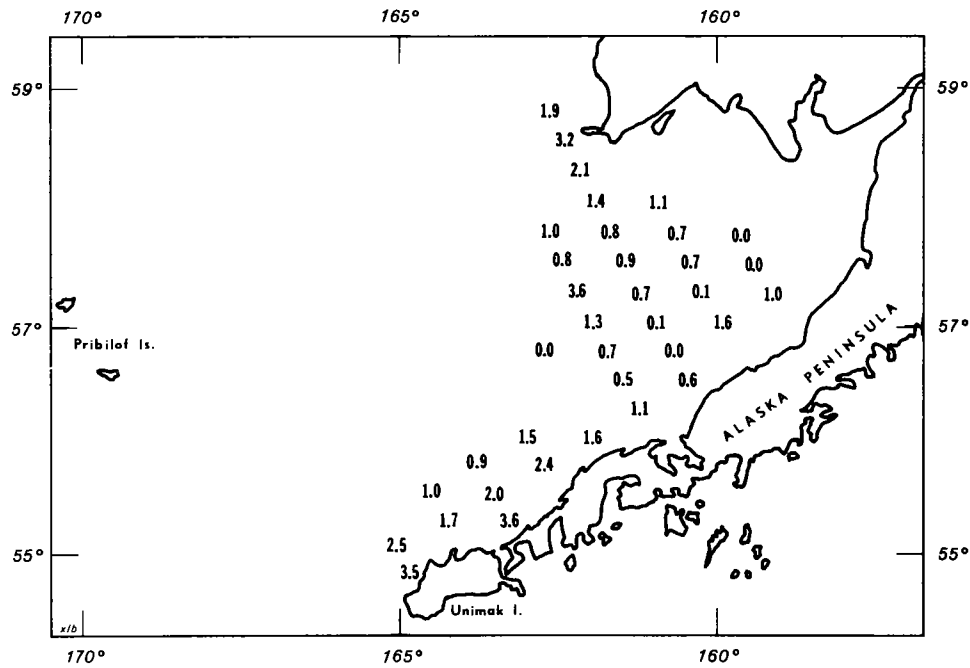 170° 165° 160°
59° 59°
1.9
3.2
2.1
1.4 1.1
1.0 0.8 0.7 0.0
0.8 0.9 0.7 0.0
3.6 0.7 0.1 1.0
1.3 0.1 1.6
57° 57°
Pribilof Is.
0.0 0.7 0.0
0.5 0.6
1.1
ALASKA PENINSULA
1.5 1.6
0.9 2.4
1.0 2.0
1.7 3.6
2.5
55° 55°
3.5
Unimak I.
xlb
170° 165° 160°